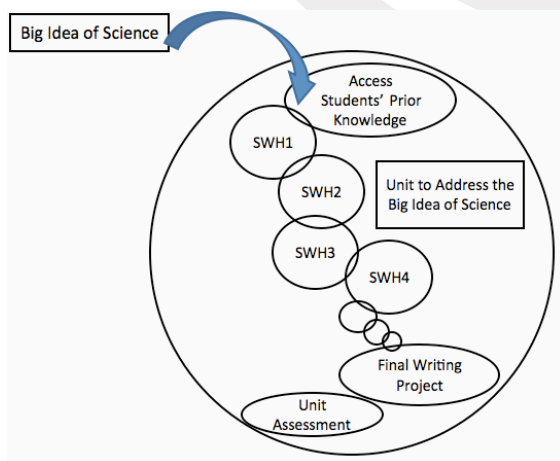 Big Idea of Science
Access
Students' Prior
Knowledge
SWH1
SWH2
Unit to Address the
Big Idea of Science
SWH3
SWH4
Final Writing
Project
Unit
Assessment